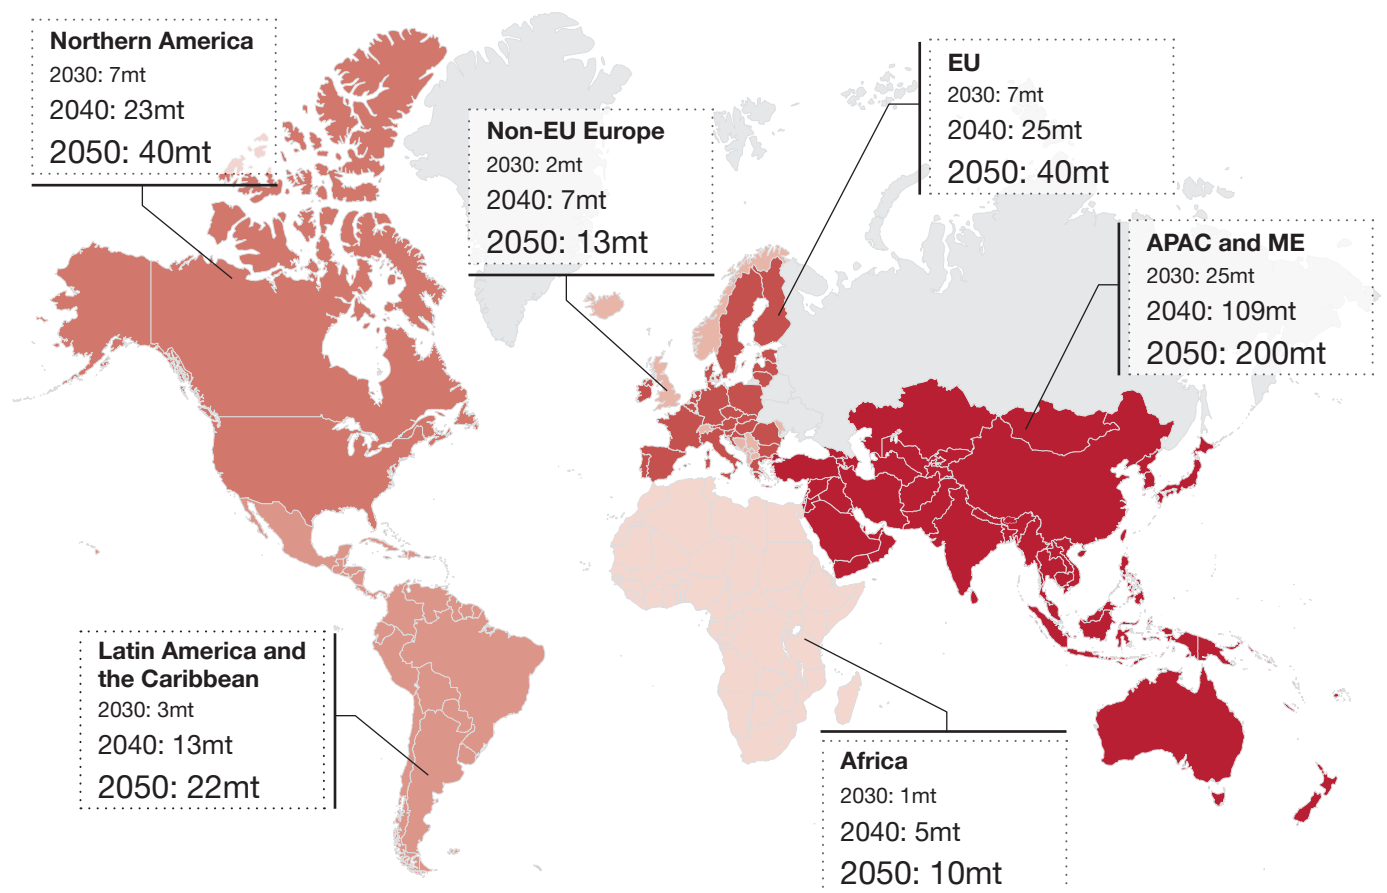 Northern America
2030: 7mt
2040: 23mt
2050: 40mt
Non-EU Europe
2030: 2mt
2040: 7mt
2050: 13mt
EU
2030: 7mt
2040: 25mt
2050: 40mt
APAC and ME
2030: 25mt
2040: 109mt
2050: 200mt
Latin America and
the Caribbean
2030: 3mt
2040: 13mt
2050: 22mt
Africa
2030: 1mt
2040: 5mt
2050: 10mt